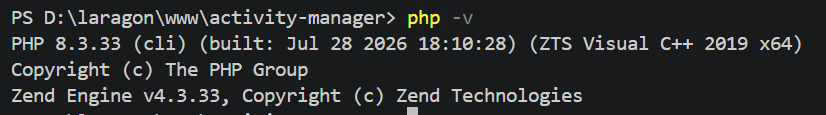 PS D:\laragon\www\activity-manager> php -v
PHP 8.3.33 (cli) (built: Jul 28 2026 18:10:28) (ZTS Visual C++ 2019 x64)
Copyright (c) The PHP Group
Zend Engine v4.3.33, Copyright (c) Zend Technologies